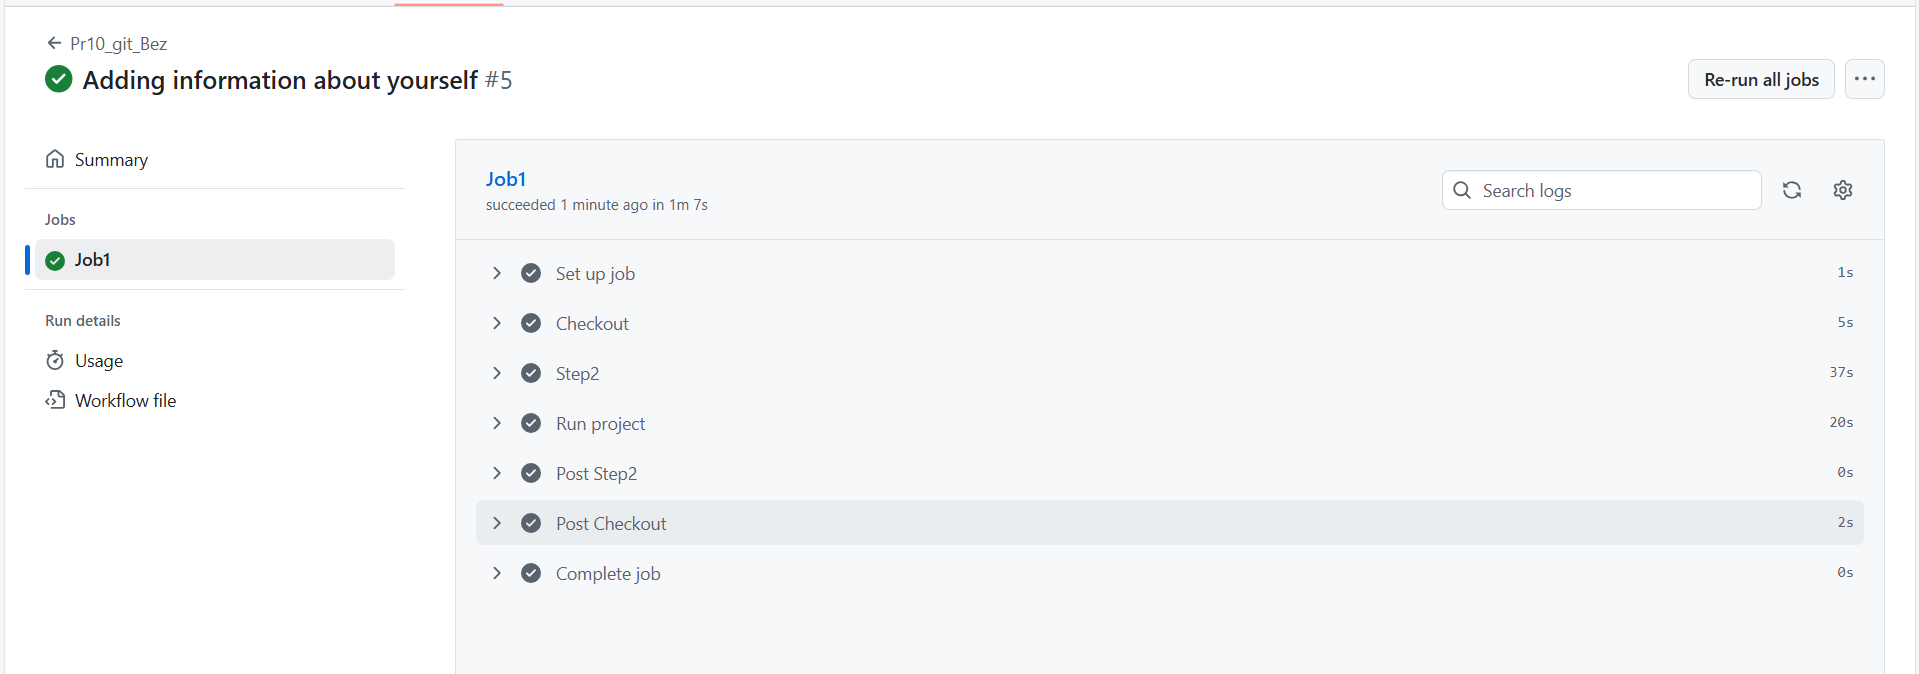 Pr10_git_Bez
Adding information about yourself #5
Re-run all jobs
Summary
Jobs
Job1
Run details
Usage
Workflow file
Job1
succeeded 1 minute ago in 1m 7s
Search logs
Set up job 1s
Checkout 5s
Step2 37s
Run project 20s
Post Step2 0s
Post Checkout 2s
Complete job 0s